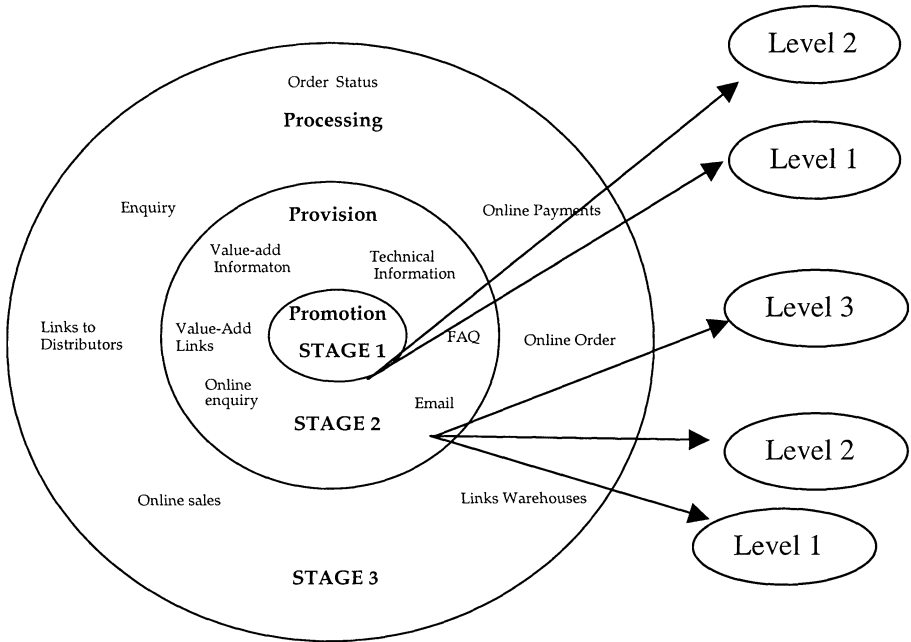 Level 2
Order Status
Processing
Level 1
Enquiry
Provision
Online Payments
Value-add
Informaton
Technical
Information
Promotion
Level 3
Links to
Distributors
Value-Add
Links
STAGE 1
FAQ
Online Order
Online
enquiry
Email
STAGE 2
Level 2
Online sales
Links Warehouses
Level 1
STAGE 3